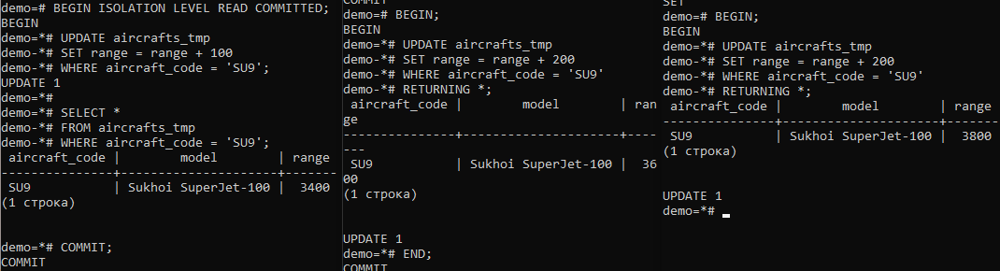 demo=# BEGIN ISOLATION LEVEL READ COMMITTED;
BEGIN
demo=*# UPDATE aircrafts_tmp
demo-*# SET range = range + 100
demo-*# WHERE aircraft_code = 'SU9';
UPDATE 1
demo=*#
demo=*# SELECT *
demo-*# FROM aircrafts_tmp
demo-*# WHERE aircraft_code = 'SU9';
aircraft_code | model | range
---------------+---------------------+-------
SU9 | Sukhoi SuperJet-100 | 3400
(1 строка)
demo=*# COMMIT;
COMMIT
COMMIT
demo=# BEGIN;
BEGIN
demo=*# UPDATE aircrafts_tmp
demo-*# SET range = range + 200
demo-*# WHERE aircraft_code = 'SU9'
demo-*# RETURNING *;
aircraft_code | model | ran
ge
---------------+---------------------+----
---
SU9 | Sukhoi SuperJet-100 | 36
00
(1 строка)
UPDATE 1
demo=*# END;
COMMIT
SET
demo=# BEGIN;
BEGIN
demo=*# UPDATE aircrafts_tmp
demo-*# SET range = range + 200
demo-*# WHERE aircraft_code = 'SU9'
demo-*# RETURNING *;
aircraft_code | model | range
---------------+---------------------+-------
SU9 | Sukhoi SuperJet-100 | 3800
(1 строка)
UPDATE 1
demo=*#